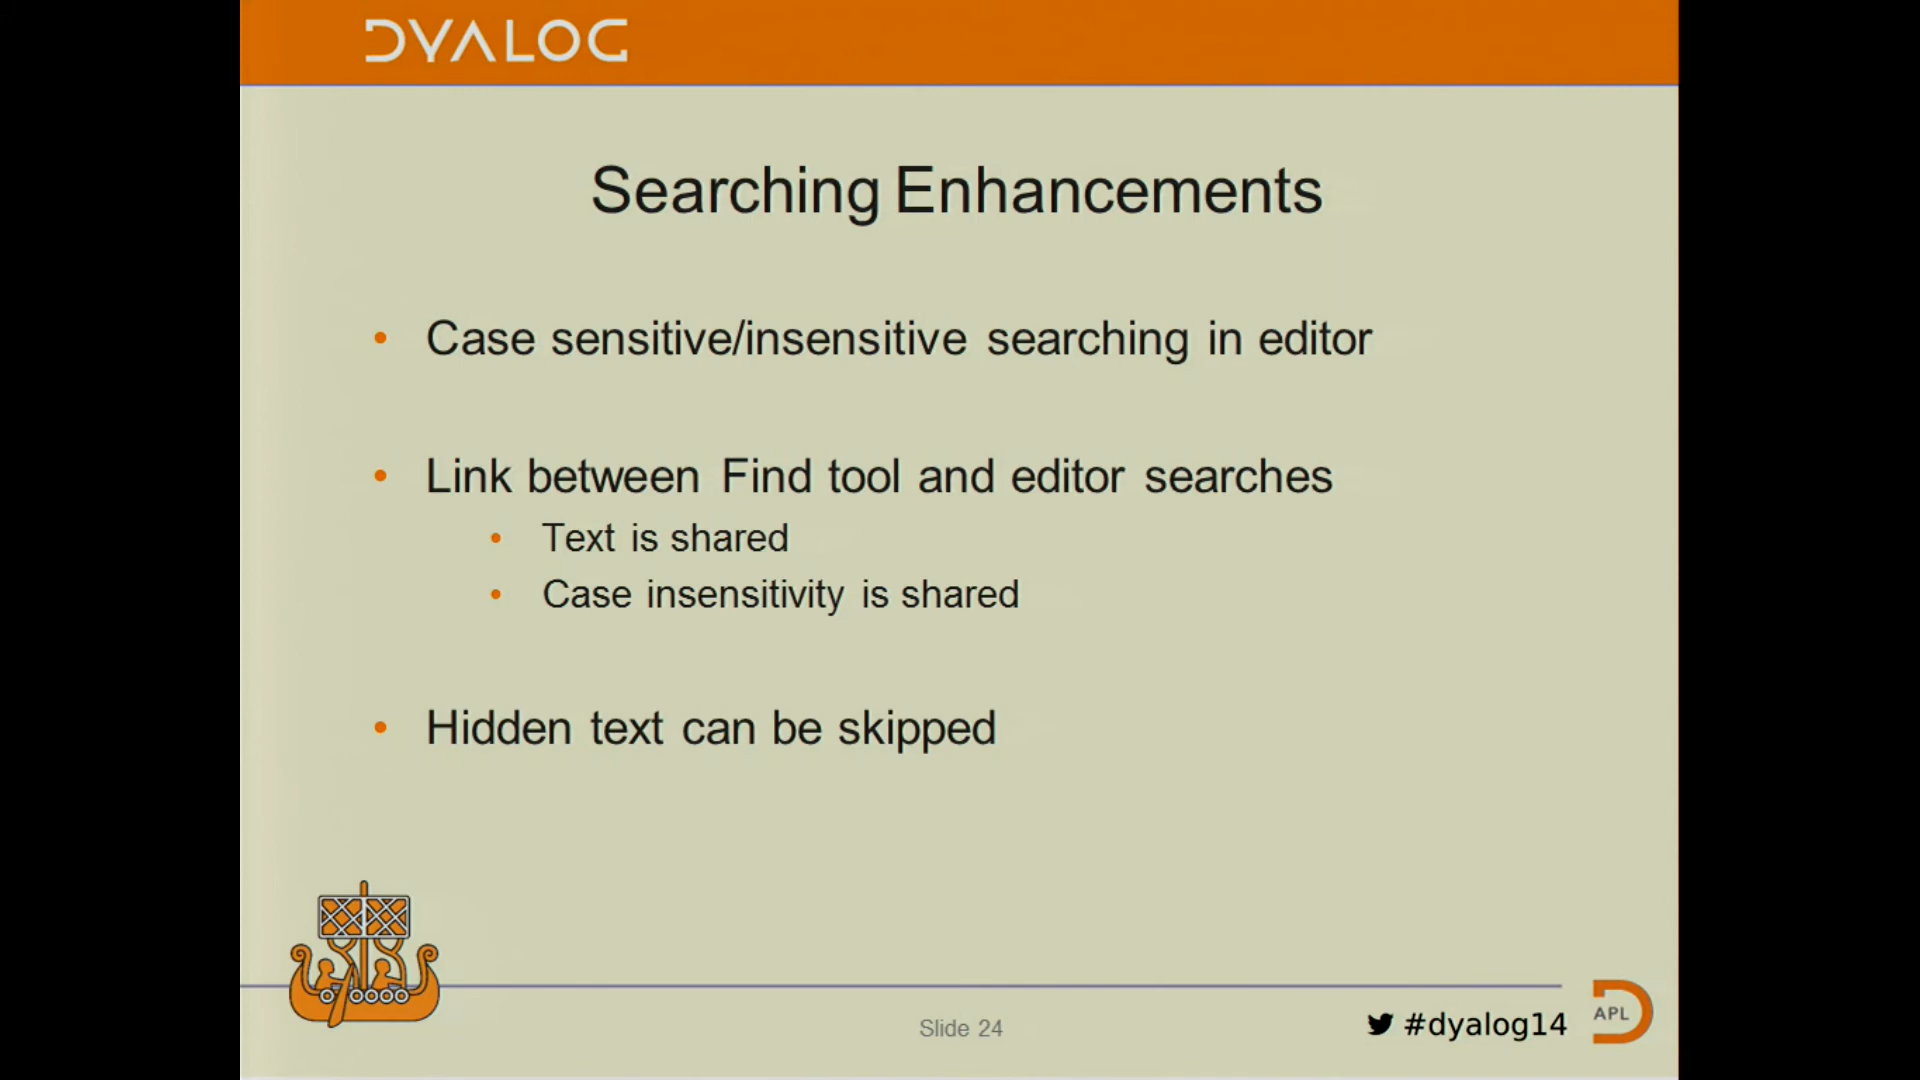 DYALOG
Searching Enhancements
• Case sensitive/insensitive searching in editor
• Link between Find tool and editor searches
• Text is shared
• Case insensitivity is shared
• Hidden text can be skipped
Slide 24
#dyalog14
APL